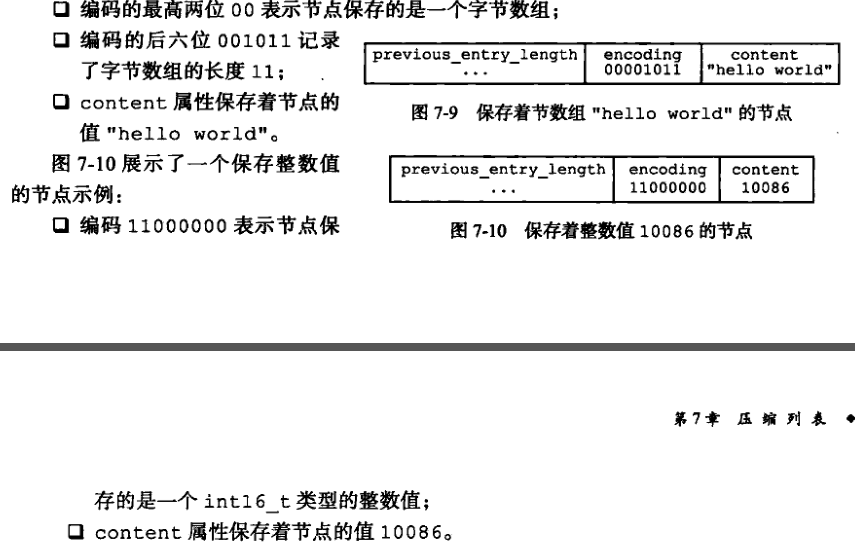 ❏ 编码的最高两位 00 表示节点保存的是一个字节数组；
❏ 编码的后六位 001011 记录
了字节数组的长度 11；
❏ content 属性保存着节点的
值 "hello world"。
previous_entry_length encoding content
... 00001011 "hello world"
图 7-9 保存着节数组 "hello world" 的节点
图 7-10 展示了一个保存整数值
的节点示例：
❏ 编码 11000000 表示节点保
previous_entry_length encoding content
... 11000000 10086
图 7-10 保存着整数值 10086 的节点
第7章 压缩列表 ◆
存的是一个 int16_t 类型的整数值；
❏ content 属性保存着节点的值 10086。